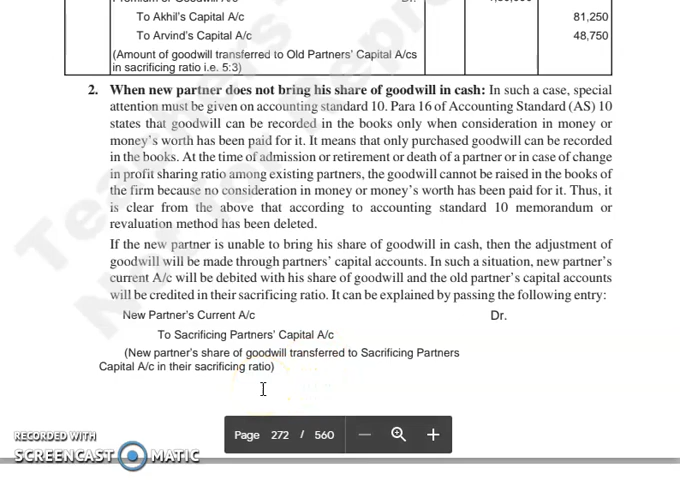 Dr.
To Akhil's Capital A/c 81,250
To Arvind's Capital A/c 48,750
(Amount of goodwill transferred to Old Partners' Capital A/cs
in sacrificing ratio i.e. 5:3)
2. When new partner does not bring his share of goodwill in cash: In such a case, special
attention must be given on accounting standard 10. Para 16 of Accounting Standard (AS) 10
states that goodwill can be recorded in the books only when consideration in money or
money's worth has been paid for it. It means that only purchased goodwill can be recorded
in the books. At the time of admission or retirement or death of a partner or in case of change
in profit sharing ratio among existing partners, the goodwill cannot be raised in the books of
the firm because no consideration in money or money's worth has been paid for it. Thus, it
is clear from the above that according to accounting standard 10 memorandum or
revaluation method has been deleted.
If the new partner is unable to bring his share of goodwill in cash, then the adjustment of
goodwill will be made through partners' capital accounts. In such a situation, new partner's
current A/c will be debited with his share of goodwill and the old partner's capital accounts
will be credited in their sacrificing ratio. It can be explained by passing the following entry:
New Partner's Current A/c Dr.
To Sacrificing Partners' Capital A/c
(New partner's share of goodwill transferred to Sacrificing Partners
Capital A/c in their sacrificing ratio)
Page 272 / 560
RECORDED WITH
SCREENCAST MATIC